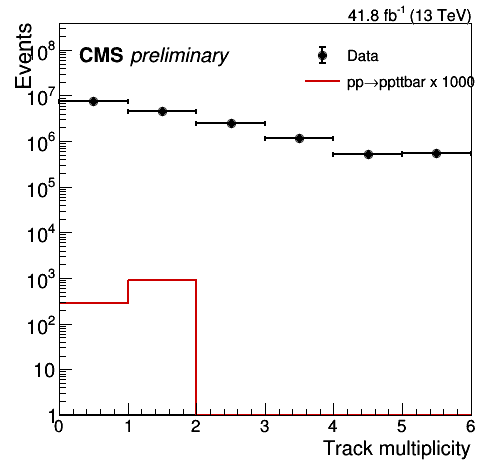 41.8 fb⁻¹ (13 TeV)
Events
CMS preliminary
Data
pp→ppttbar x 1000
10⁸
10⁷
10⁶
10⁵
10⁴
10³
10²
10
1
0 1 2 3 4 5 6
Track multiplicity